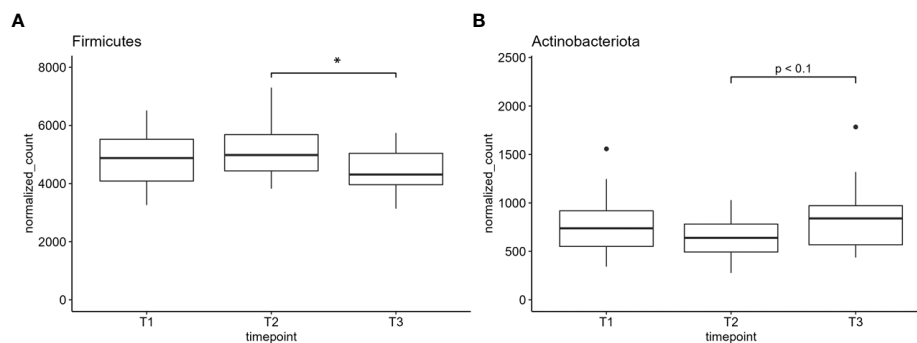 A
Firmicutes
8000
6000
4000
2000
0
normalized_count
*
T1
T2
T3
timepoint
B
Actinobacteriota
2500
2000
1500
1000
500
0
normalized_count
p < 0.1
T1
T2
T3
timepoint